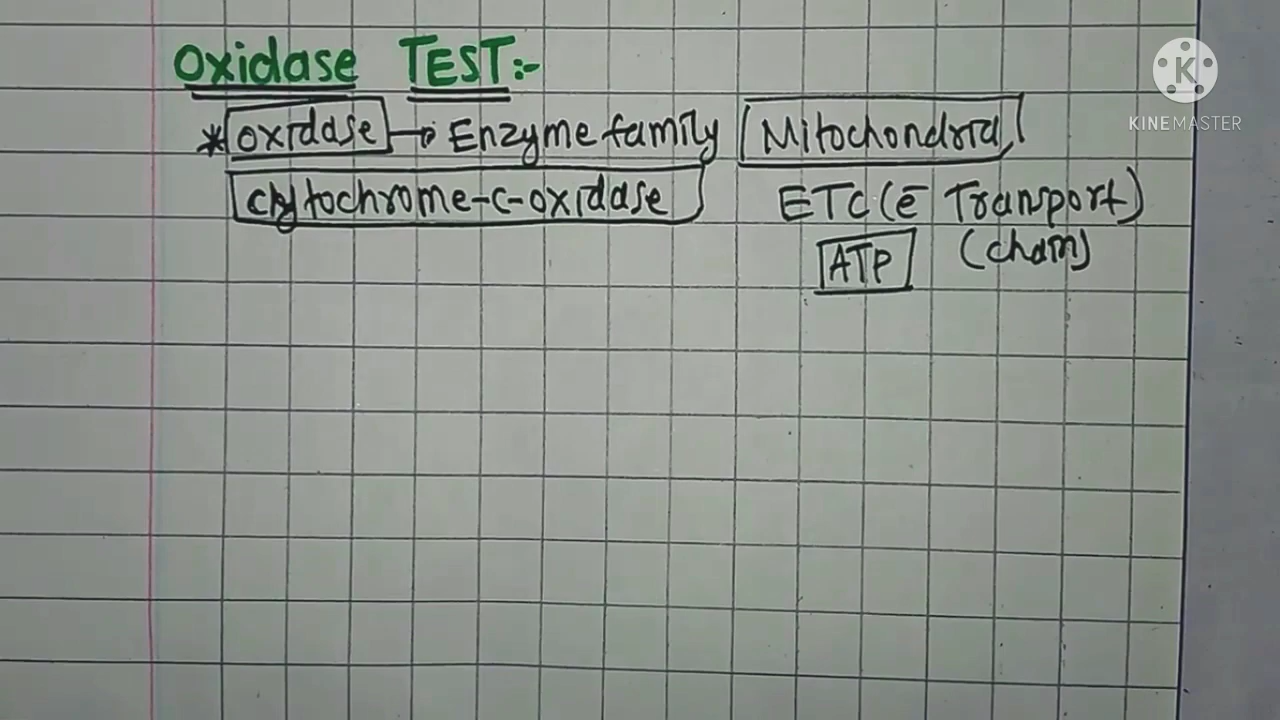 Oxidase TEST:-
K
KINEMASTER
* Oxidase → Enzyme family Mitochondria
Cytochrome-c-oxidase ETC (ē Transport)
(chain)
ATP